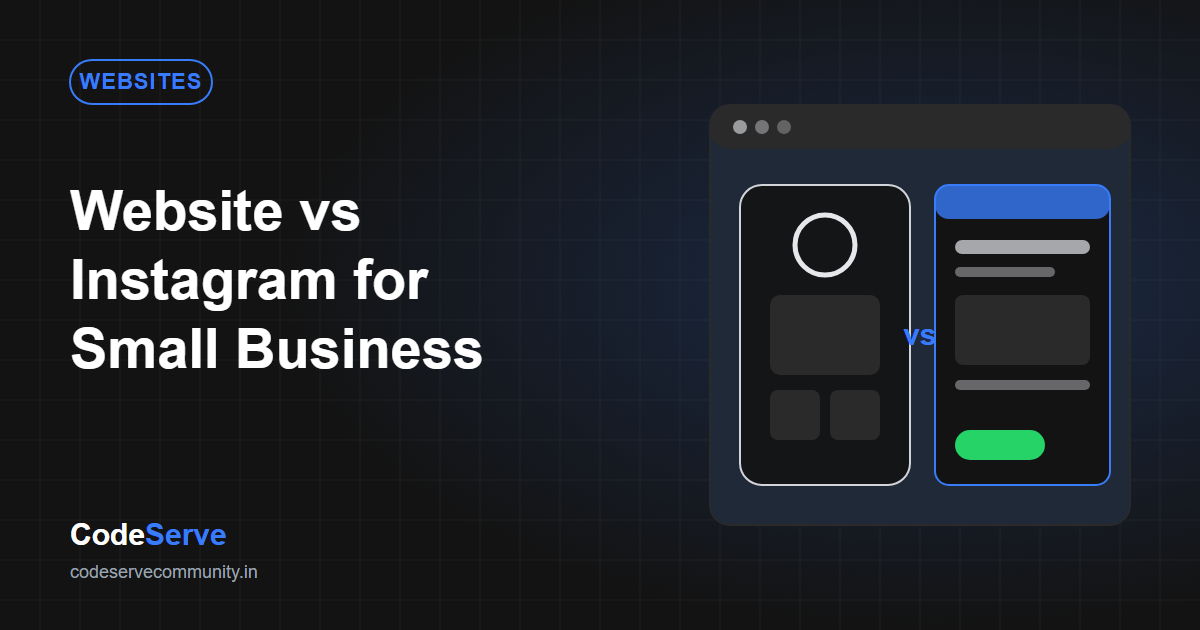 WEBSITES
Website vs
Instagram for
Small Business
vs
CodeServe
codeservecommunity.in